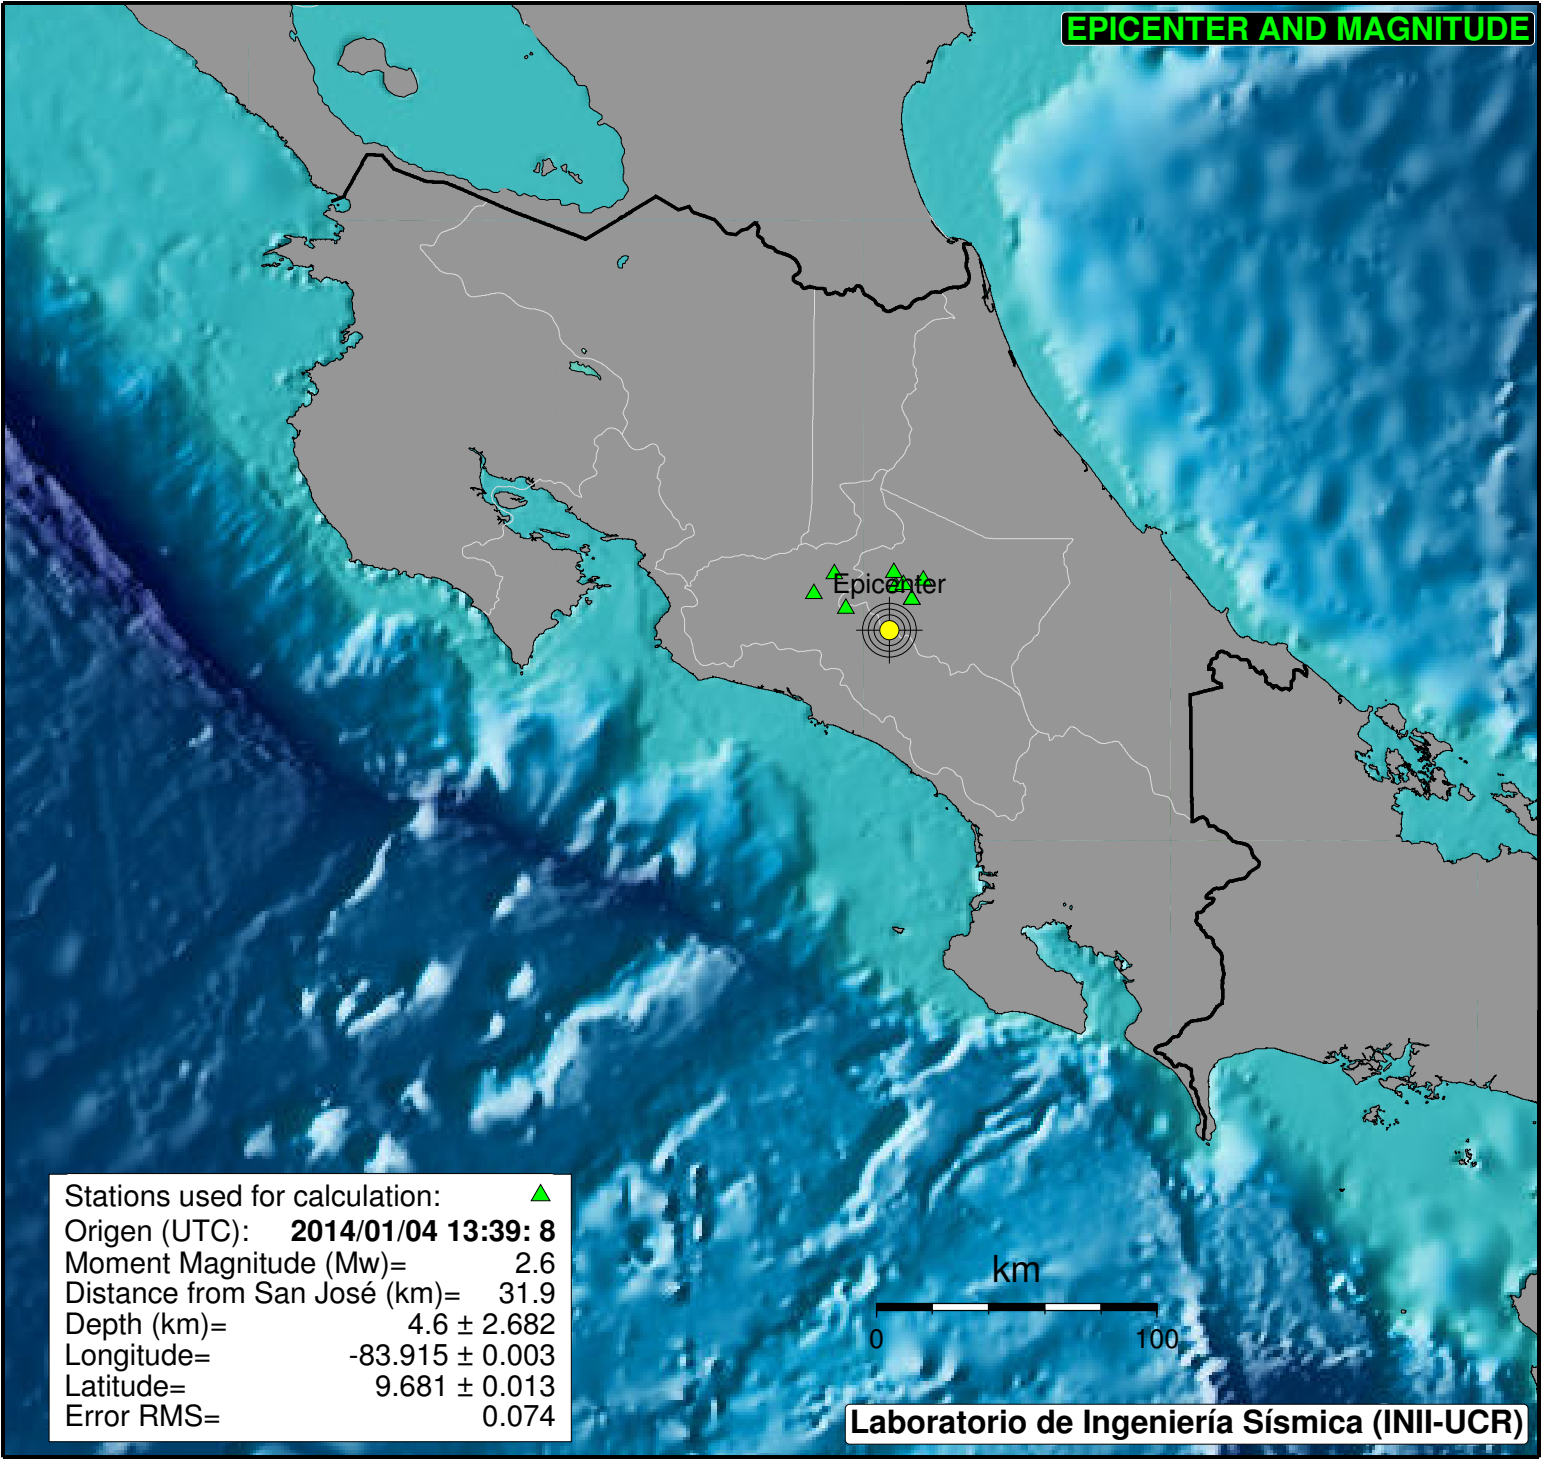 EPICENTER AND MAGNITUDE
Epicenter
Stations used for calculation:
Origen (UTC): 2014/01/04 13:39: 8
Moment Magnitude (Mw)= 2.6
Distance from San José (km)= 31.9
Depth (km)= 4.6 ± 2.682
Longitude= -83.915 ± 0.003
Latitude= 9.681 ± 0.013
Error RMS= 0.074
km
0 100
Laboratorio de Ingeniería Sísmica (INII-UCR)